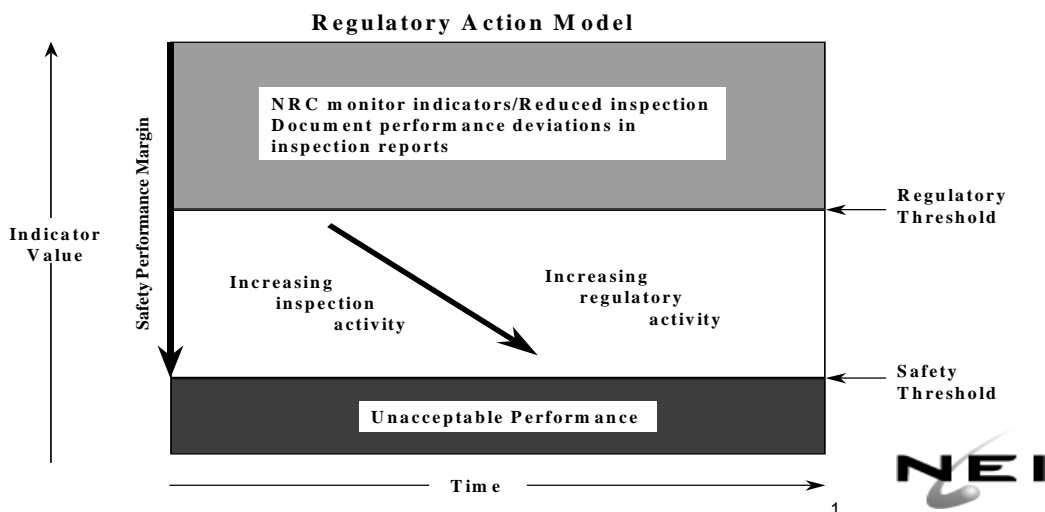 Regulatory Action Model
NRC monitor indicators/Reduced inspection
Document performance deviations in
inspection reports
Safety Performance Margin
Indicator
Value
Regulatory
Threshold
Increasing
inspection
activity
Increasing
regulatory
activity
Safety
Threshold
Unacceptable Performance
Time
1
NEI